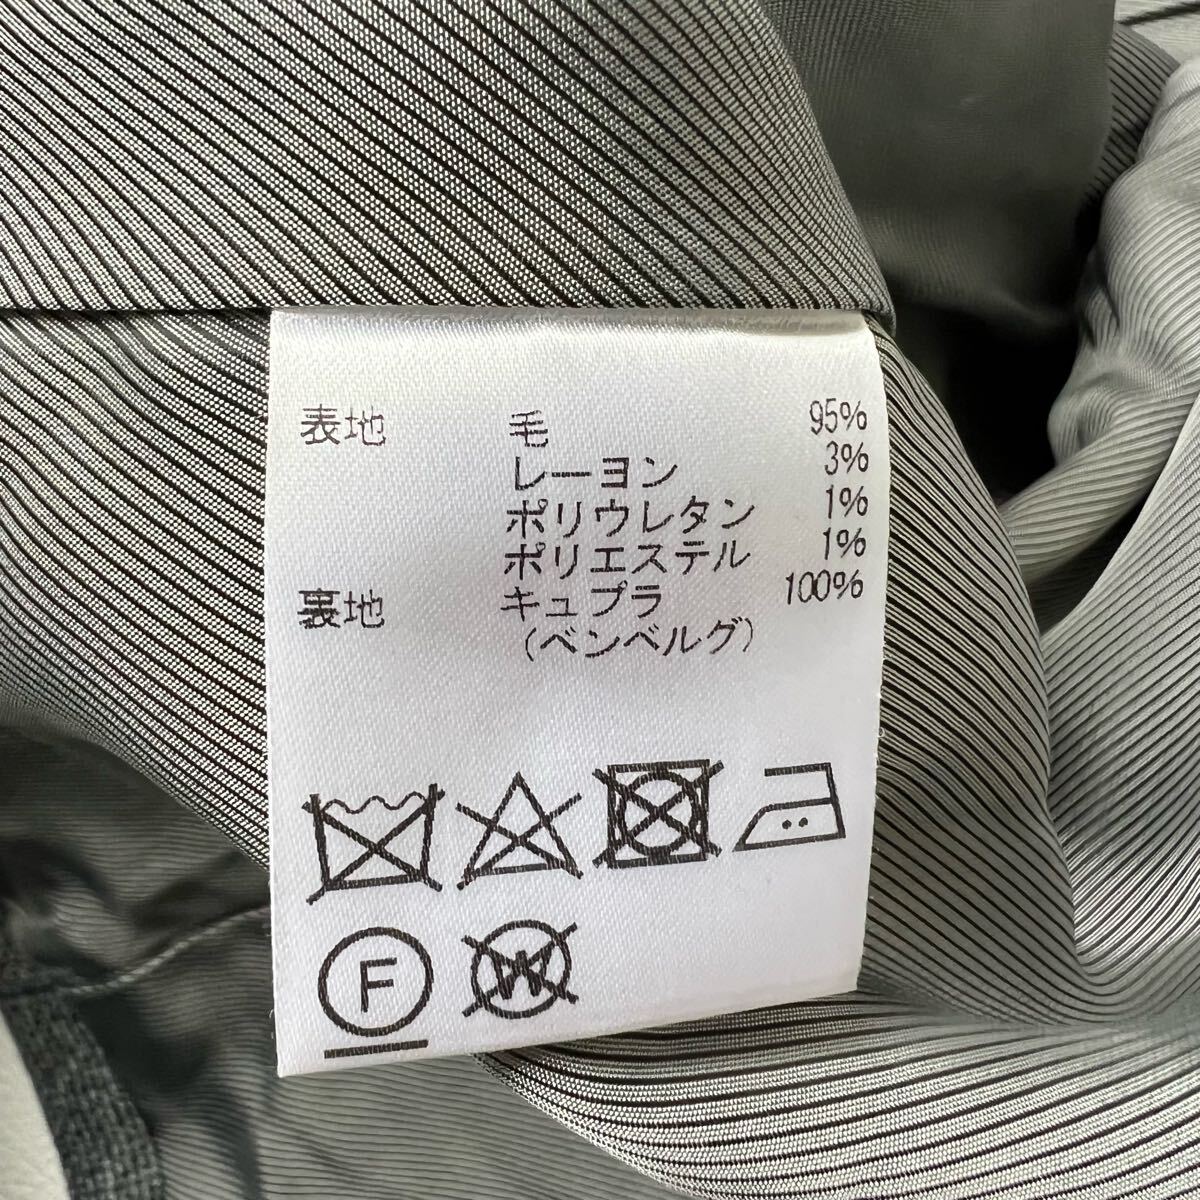 表地 毛 95%
レーヨン 3%
ポリウレタン 1%
ポリエステル 1%
裏地 キュプラ 100%
(ベンベルグ)
F W